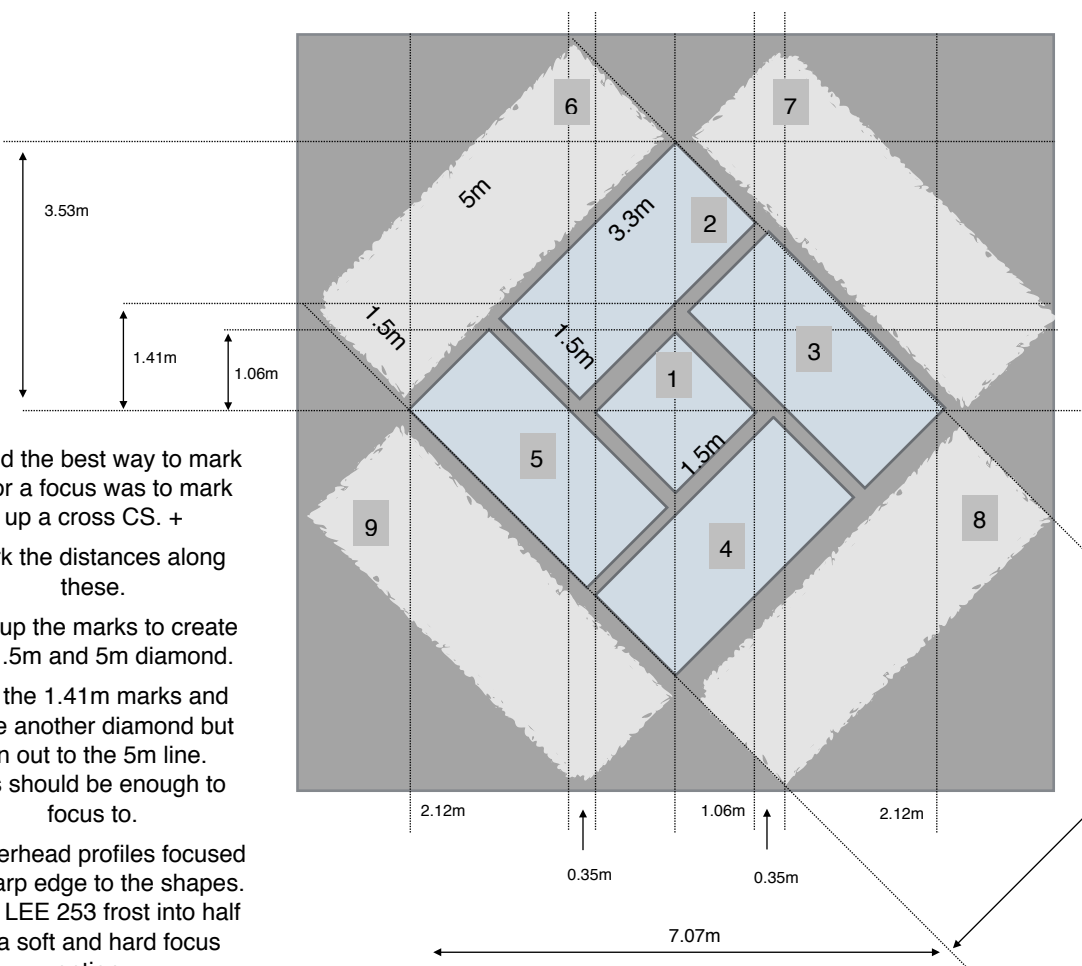 6
7
5m
3.53m
3.3m
2
1.5m
1.5m
3
1.41m
1.06m
1
1.5m
d the best way to mark
or a focus was to mark
up a cross CS. +
k the distances along
these.
up the marks to create
.5m and 5m diamond.
the 1.41m marks and
e another diamond but
n out to the 5m line.
s should be enough to
focus to.
erhead profiles focused
arp edge to the shapes.
LEE 253 frost into half
a soft and hard focus
5
9
4
8
2.12m
1.06m
2.12m
0.35m
0.35m
7.07m